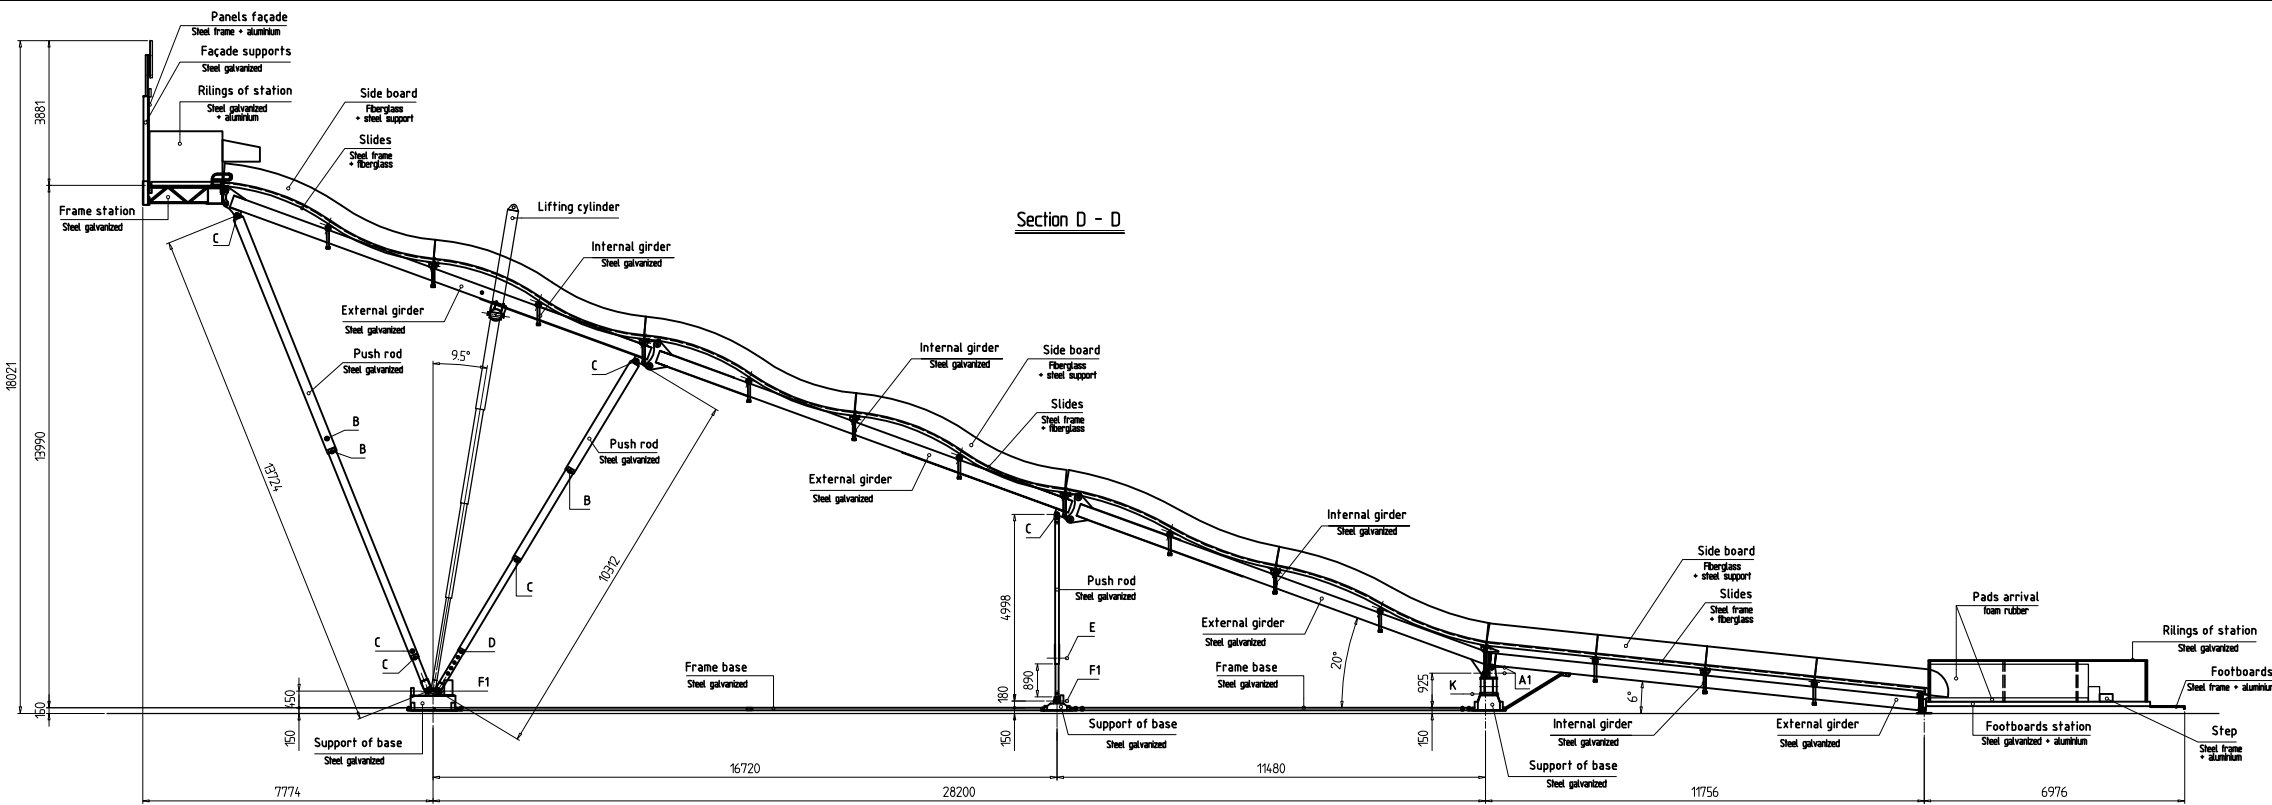 Panels façade
Steel frame + aluminium
Façade supports
Steel galvanized
Rilings of station
Steel galvanized
+ aluminium
Side board
Fiberglass
+ steel support
Slides
Steel frame
+ fiberglass
3881
Frame station
Steel galvanized
C
Lifting cylinder
Section D - D
Internal girder
Steel galvanized
External girder
Steel galvanized
Push rod
Steel galvanized
9.5°
C
18021
13990
Internal girder
Steel galvanized
Side board
Fiberglass
+ steel support
Slides
Steel frame
+ fiberglass
B
B
13724
Push rod
Steel galvanized
B
C
10312
External girder
Steel galvanized
C
Internal girder
Steel galvanized
4998
Push rod
Steel galvanized
E
890
F1
180
External girder
Steel galvanized
20°
Side board
Fiberglass
+ steel support
Slides
Steel frame
+ fiberglass
Pads arrival
foam rubber
Rilings of station
Steel galvanized
Footboards
Steel frame + aluminium
C
C
D
F1
450
150
150
Frame base
Steel galvanized
Frame base
Steel galvanized
925
K
A1
6°
Support of base
Steel galvanized
150
Support of base
Steel galvanized
150
Internal girder
Steel galvanized
External girder
Steel galvanized
Footboards station
Steel galvanized + aluminium
Step
Steel frame
+ aluminium
Support of base
Steel galvanized
16720
11480
7774
28200
11756
6976